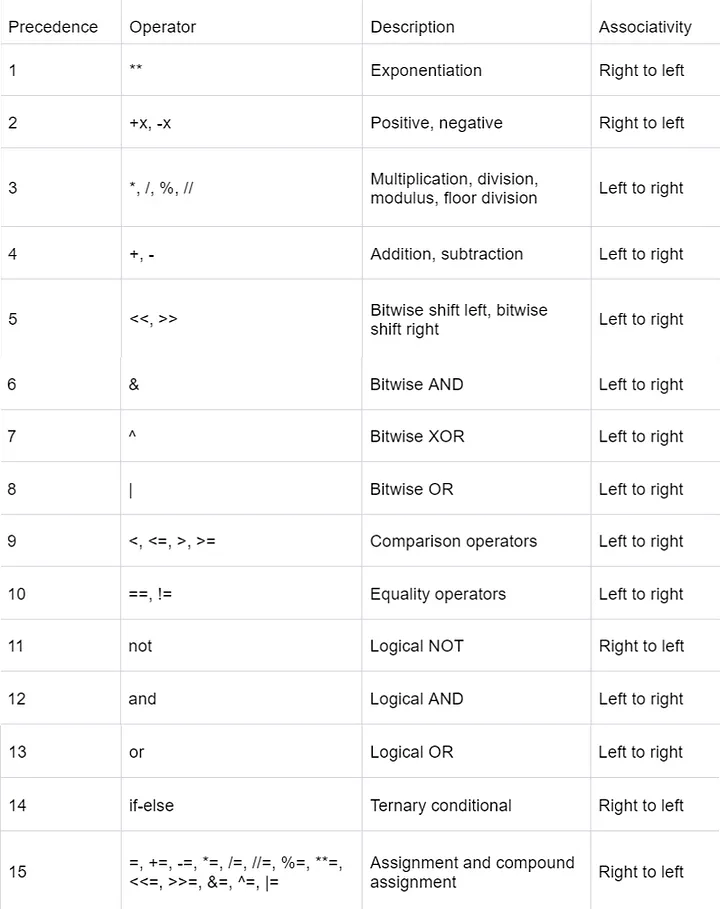 Precedence Operator Description Associativity
1 ** Exponentiation Right to left
2 +x, -x Positive, negative Right to left
3 *, /, %, // Multiplication, division, modulus, floor division Left to right
4 +, - Addition, subtraction Left to right
5 <<, >> Bitwise shift left, bitwise shift right Left to right
6 & Bitwise AND Left to right
7 ^ Bitwise XOR Left to right
8 | Bitwise OR Left to right
9 <, <=, >, >= Comparison operators Left to right
10 ==, != Equality operators Left to right
11 not Logical NOT Right to left
12 and Logical AND Left to right
13 or Logical OR Left to right
14 if-else Ternary conditional Right to left
15 =, +=, -=, *=, /=, //=, %=, **=, <<=, >>=, &=, ^=, |= Assignment and compound assignment Right to left